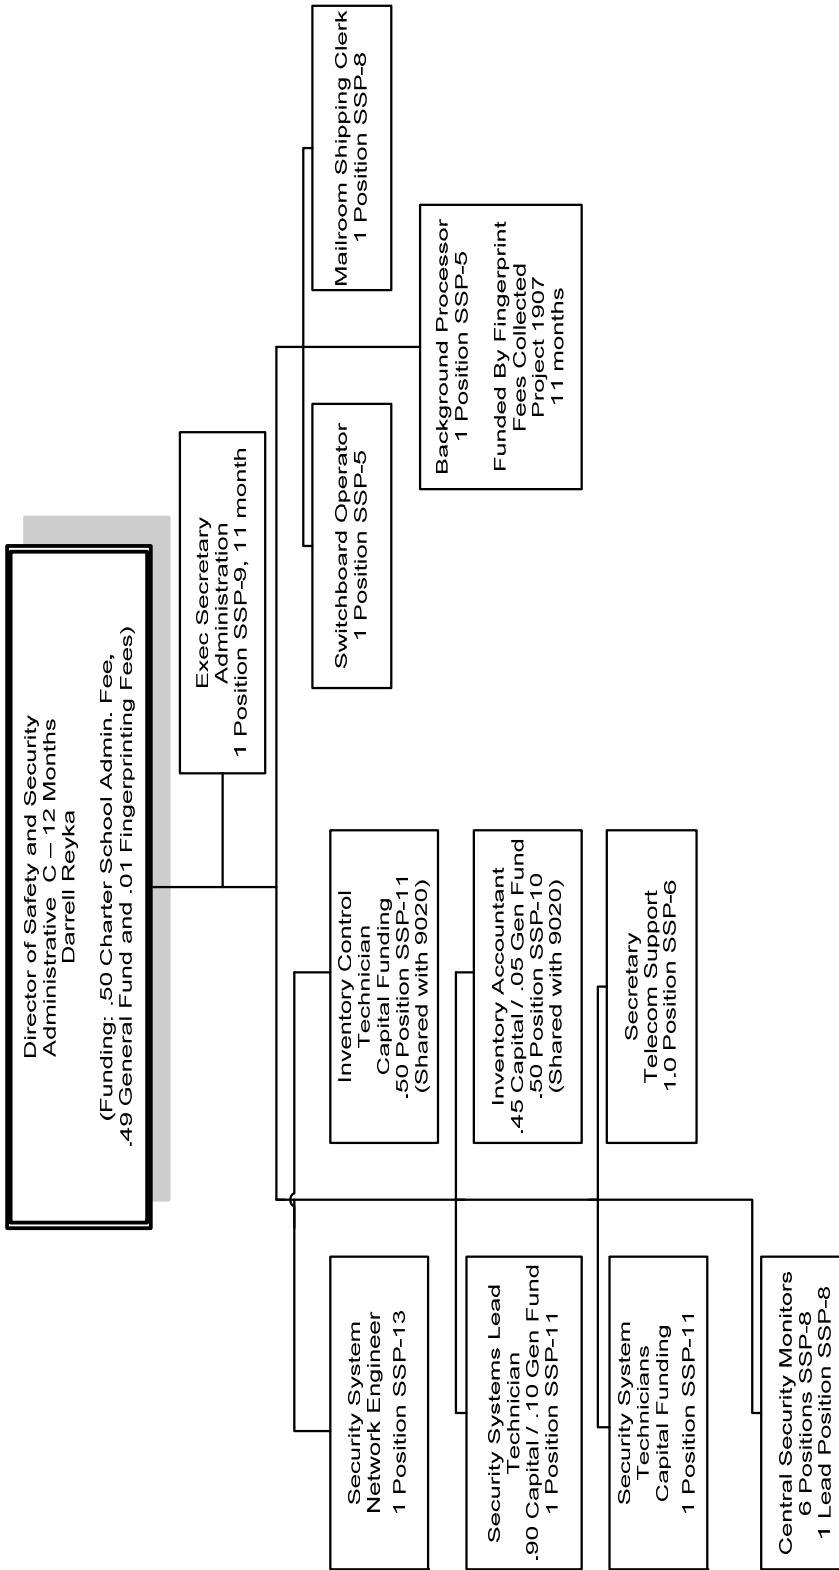 Director of Safety and Security
Administrative C – 12 Months
Darrell Reyka
(Funding: .50 Charter School Admin. Fee,
.49 General Fund and .01 Fingerprinting Fees)
Exec Secretary
Administration
1 Position SSP-9, 11 month
Security System
Network Engineer
1 Position SSP-13
Inventory Control
Technician
Capital Funding
.50 Position SSP-11
(Shared with 9020)
Switchboard Operator
1 Position SSP-5
Mailroom Shipping Clerk
1 Position SSP-8
Security Systems Lead
Technician
.90 Capital / .10 Gen Fund
1 Position SSP-11
Inventory Accountant
.45 Capital / .05 Gen Fund
.50 Position SSP-10
(Shared with 9020)
Background Processor
1 Position SSP-5
Funded By Fingerprint
Fees Collected
Project 1907
11 months
Security System
Technicians
Capital Funding
1 Position SSP-11
Secretary
Telecom Support
1.0 Position SSP-6
Central Security Monitors
6 Positions SSP-8
1 Lead Position SSP-8